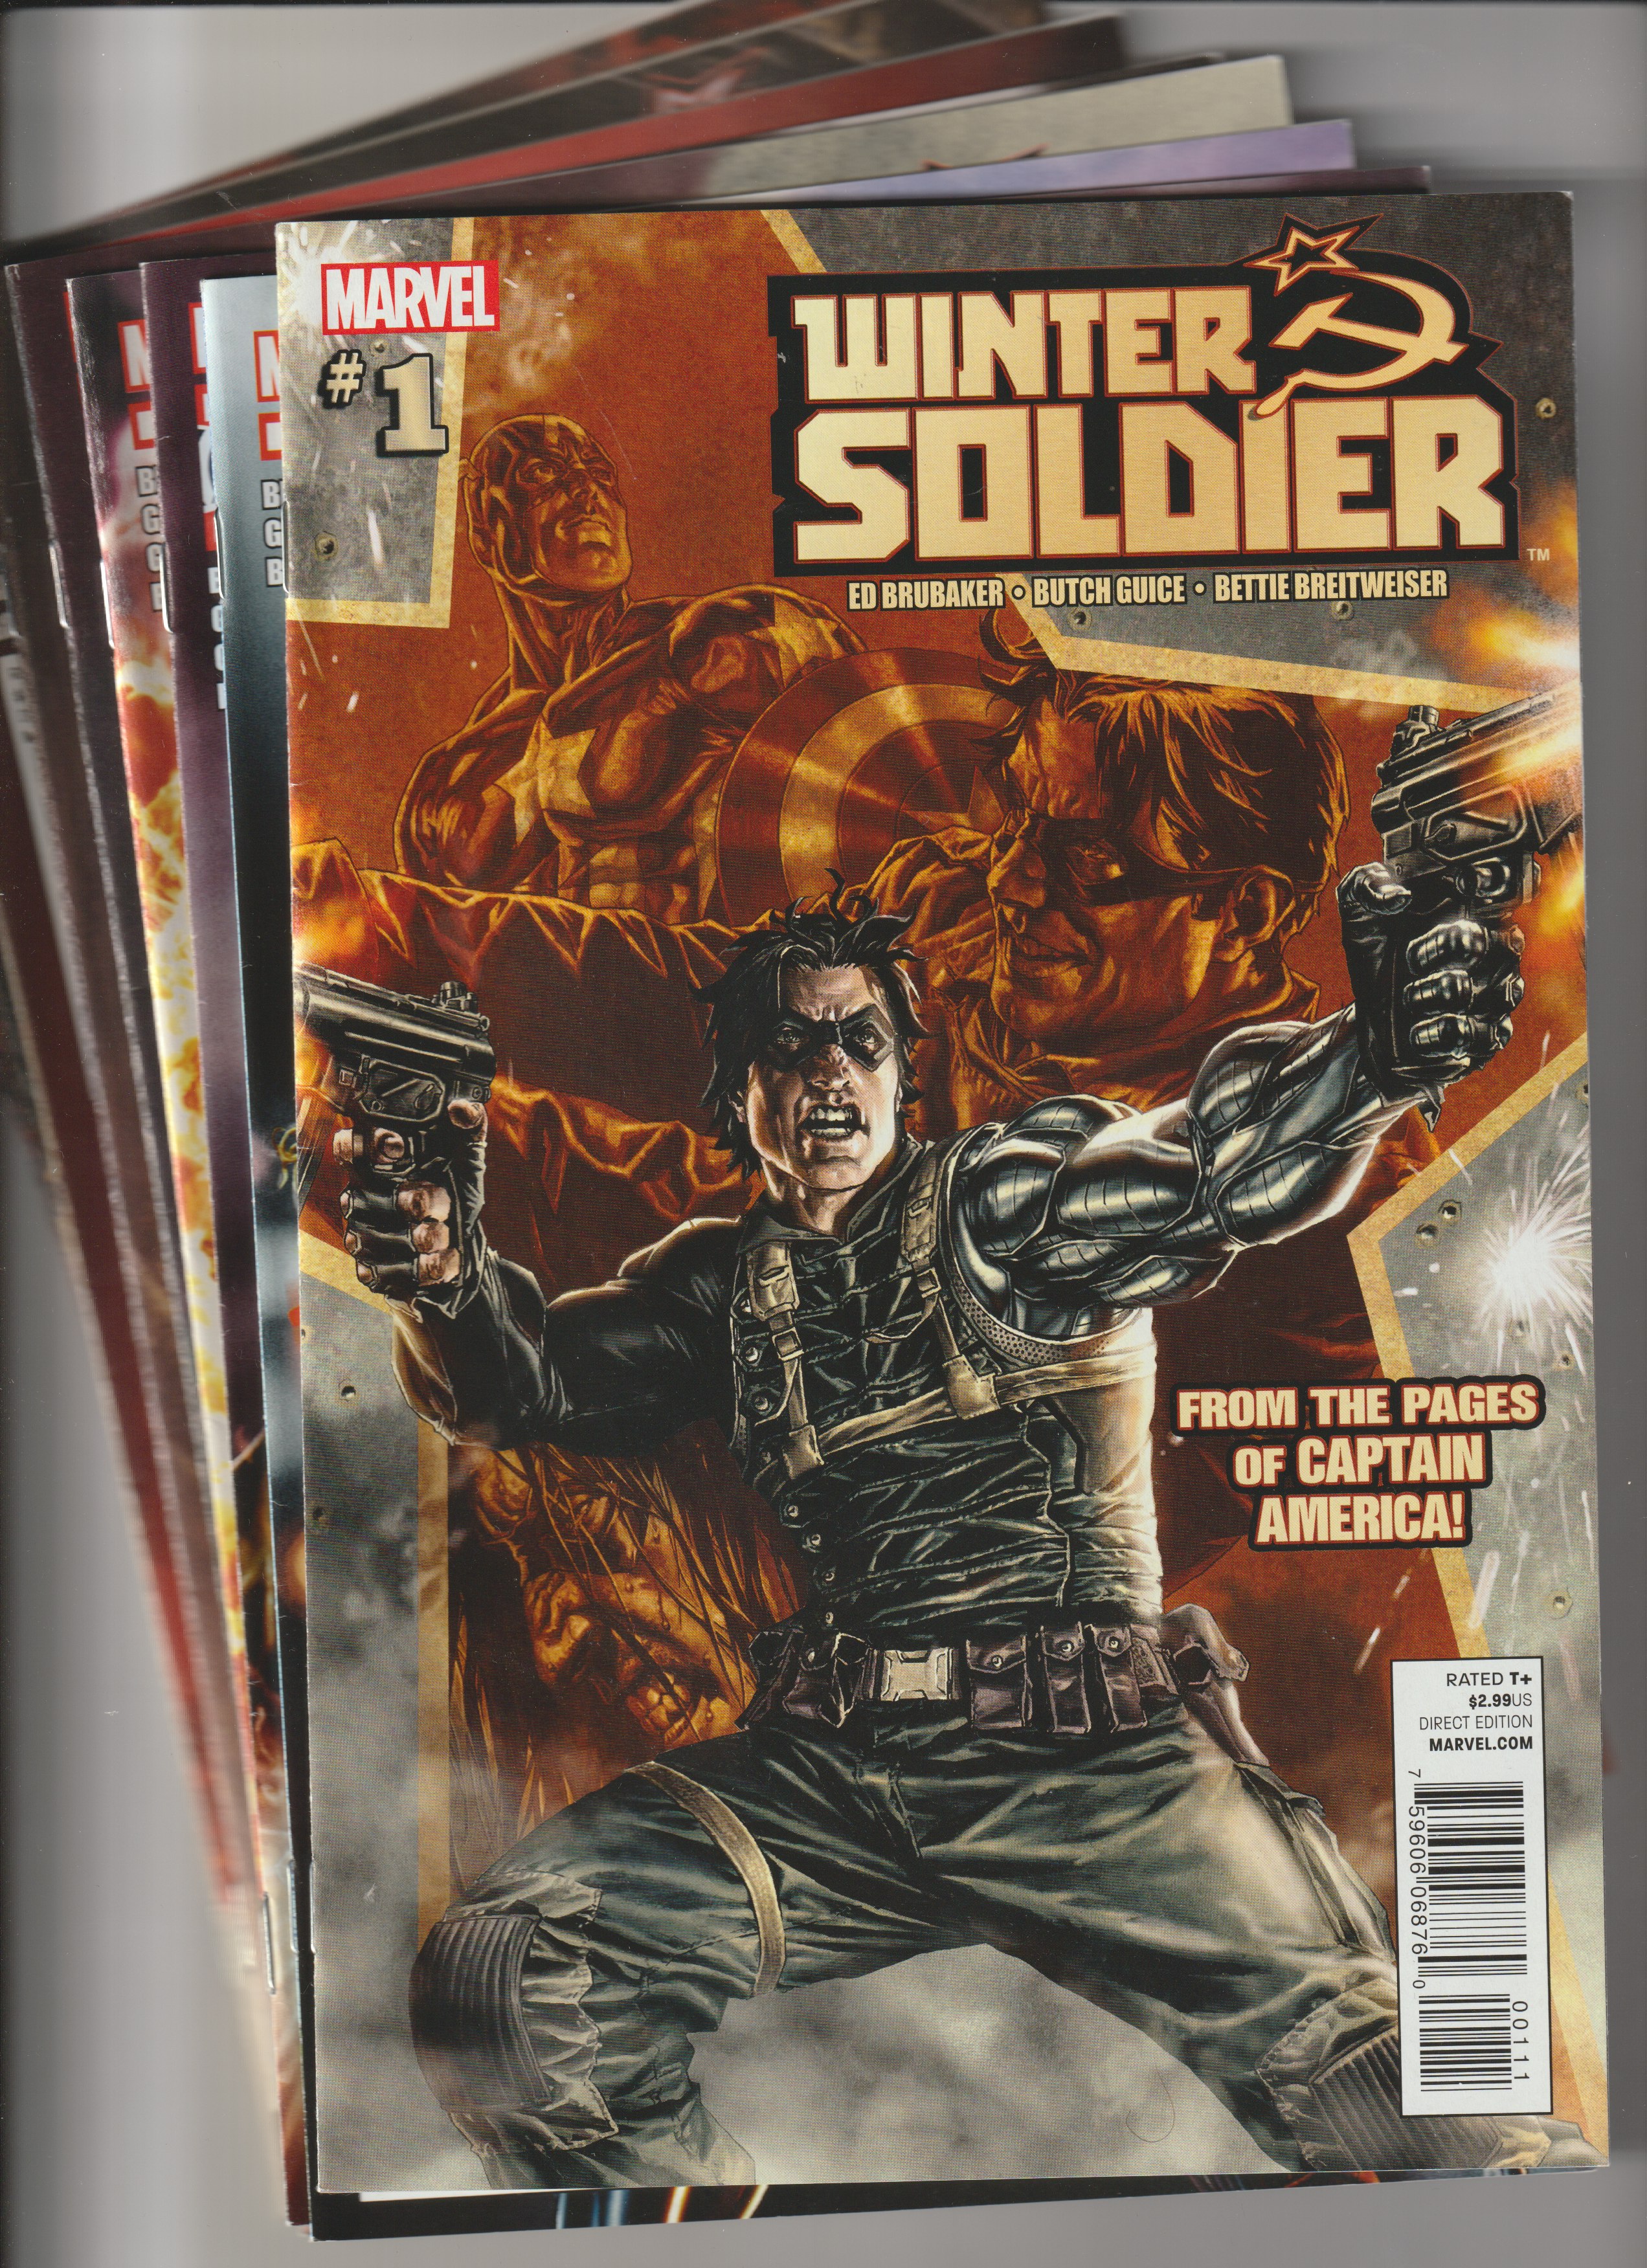 MARVEL
#1
WINTER
SOLDIER
TM
ED BRUBAKER • BUTCH GUICE • BETTIE BREITWEISER
FROM THE PAGES
OF CAPTAIN
AMERICA!
RATED T+
$2.99US
DIRECT EDITION
MARVEL.COM
7 59606 06876 0
00111